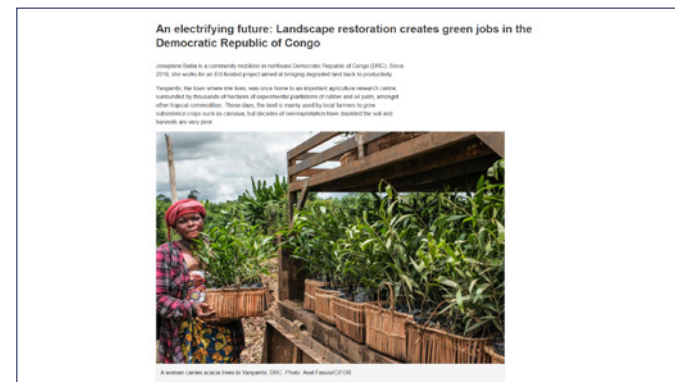 An electrifying future: Landscape restoration creates green jobs in the
Democratic Republic of Congo
Josephine is a community mobilizer in northeast Democratic Republic of Congo (DRC). Since
she works for an EU-funded project aimed at bringing degraded land back to productivity.
Yangambi, the town where she lives, was once home to an important agriculture research centre,
surrounded by thousands of hectares of experimental plantations of rubber and oil palm, amongst
other tropical commodities. These days, the land is mainly used by local farmers to grow
subsistence crops such as cassava, but decades of overexploitation have depleted the soil and
harvests are very poor.
A woman carries acacia trees in Yangambi, DRC. Photo: Axel Fassio/CIFOR